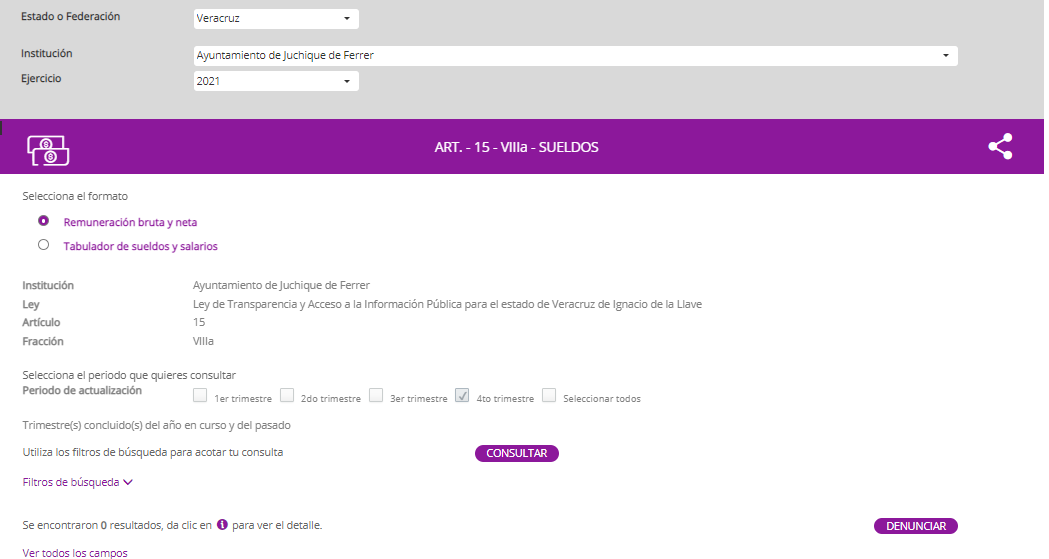 Estado o Federación
Veracruz
Institución
Ayuntamiento de Juchique de Ferrer
Ejercicio
2021
ART. - 15 - VIIIa - SUELDOS
Selecciona el formato
Remuneración bruta y neta
Tabulador de sueldos y salarios
Institución Ayuntamiento de Juchique de Ferrer
Ley Ley de Transparencia y Acceso a la Información Pública para el estado de Veracruz de Ignacio de la Llave
Artículo 15
Fracción VIIIa
Selecciona el periodo que quieres consultar
Periodo de actualización 1er trimestre 2do trimestre 3er trimestre 4to trimestre Seleccionar todos
Trimestre(s) concluido(s) del año en curso y del pasado
Utiliza los filtros de búsqueda para acotar tu consulta CONSULTAR
Filtros de búsqueda
Se encontraron 0 resultados, da clic en i para ver el detalle. DENUNCIAR
Ver todos los campos